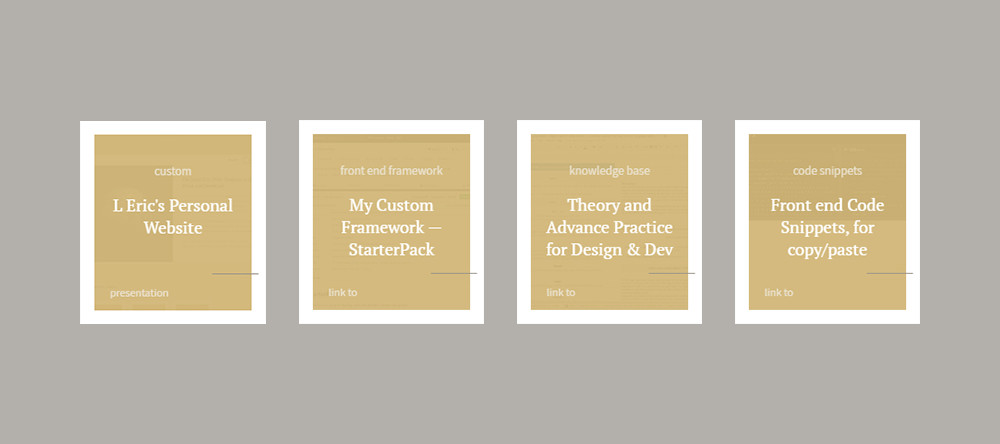 custom
L Eric's Personal
Website
presentation
front end framework
My Custom
Framework —
StarterPack
link to
knowledge base
Theory and
Advance Practice
for Design & Dev
link to
code snippets
Front end Code
Snippets, for
copy/paste
link to